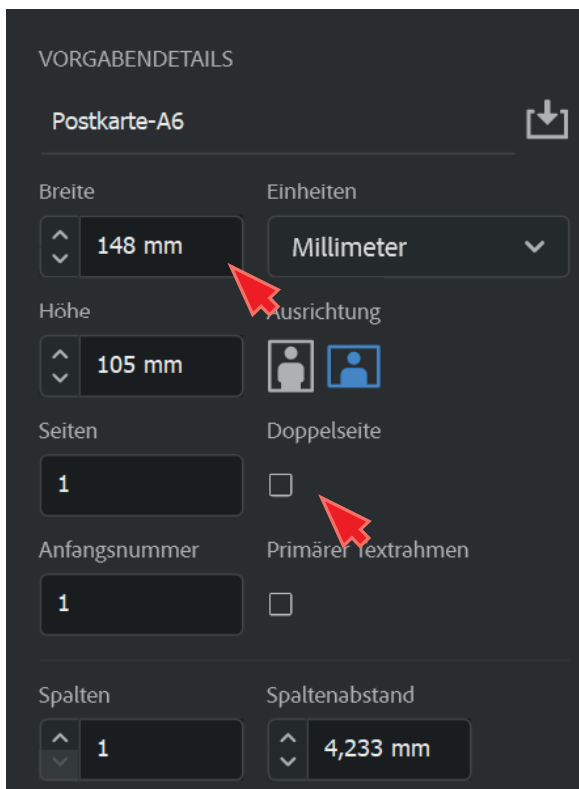 VORGABENDETAILS
Postkarte-A6
Breite Einheiten
148 mm Millimeter
Höhe Ausrichtung
105 mm
Seiten Doppelseite
1
Anfangsnummer Primärer Textrahmen
1
Spalten Spaltenabstand
1 4,233 mm